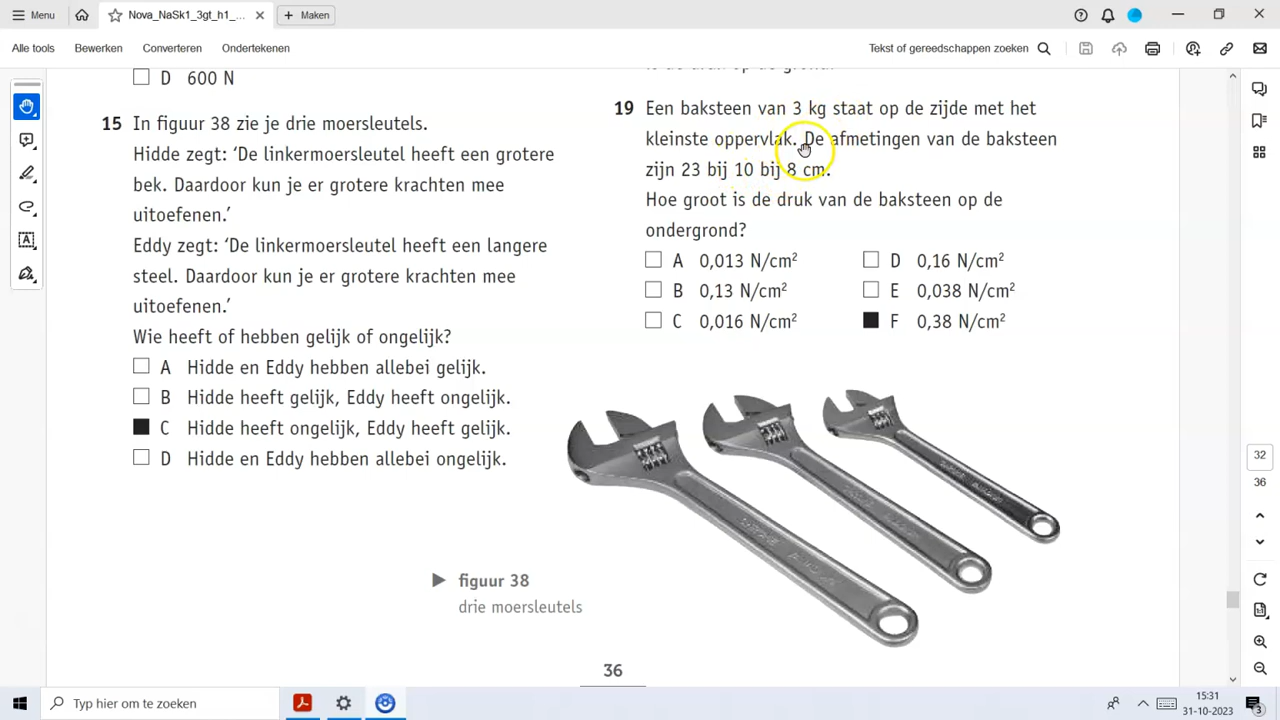 Menu
Nova_NaSk1_3gt_h1_...
Maken
Alle tools
Bewerken
Converteren
Ondertekenen
Tekst of gereedschappen zoeken
D 600 N
15 In figuur 38 zie je drie moersleutels.
Hidde zegt: ‘De linkermoersleutel heeft een grotere
bek. Daardoor kun je er grotere krachten mee
uitoefenen.’
Eddy zegt: ‘De linkermoersleutel heeft een langere
steel. Daardoor kun je er grotere krachten mee
uitoefenen.’
Wie heeft of hebben gelijk of ongelijk?
A Hidde en Eddy hebben allebei gelijk.
B Hidde heeft gelijk, Eddy heeft ongelijk.
C Hidde heeft ongelijk, Eddy heeft gelijk.
D Hidde en Eddy hebben allebei ongelijk.
19 Een baksteen van 3 kg staat op de zijde met het
kleinste oppervlak. De afmetingen van de baksteen
zijn 23 bij 10 bij 8 cm.
Hoe groot is de druk van de baksteen op de
ondergrond?
A 0,013 N/cm²
B 0,13 N/cm²
C 0,016 N/cm²
D 0,16 N/cm²
E 0,038 N/cm²
F 0,38 N/cm²
figuur 38
drie moersleutels
36
32
36
Typ hier om te zoeken
15:31
31-10-2023
3